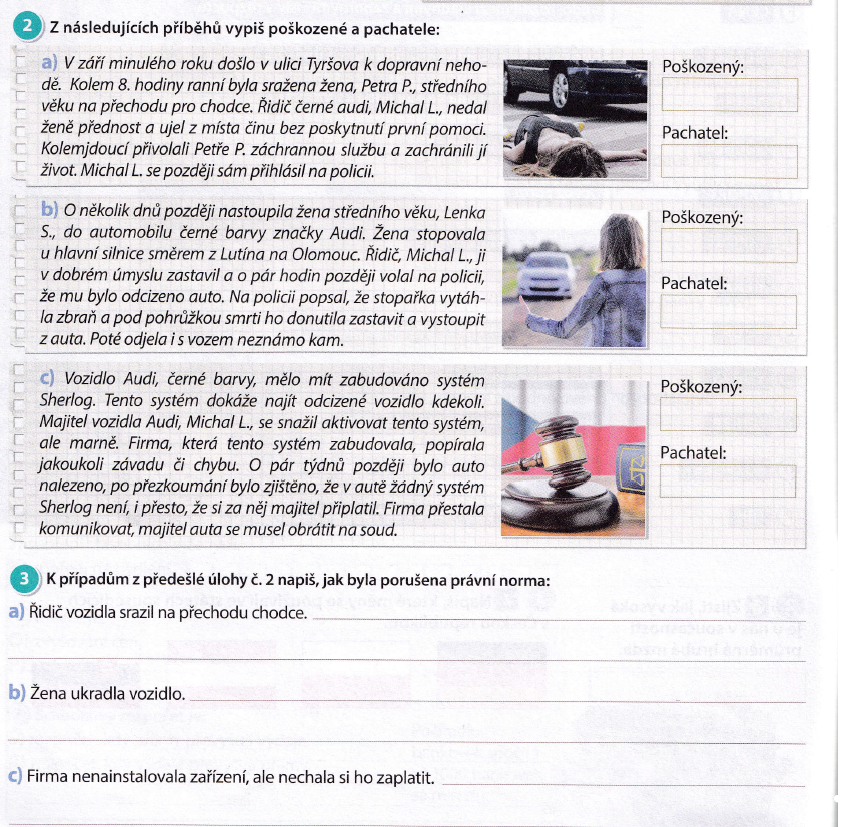 2 Z následujících příběhů vypiš poškozené a pachatele:
a) V září minulého roku došlo v ulici Tyršova k dopravní neho-
dě. Kolem 8. hodiny ranní byla sražena žena, Petra P., středního
věku na přechodu pro chodce. Řidič černé audi, Michal L., nedal
ženě přednost a ujel z místa činu bez poskytnutí první pomoci.
Kolemjdoucí přivolali Petře P. záchrannou službu a zachránili jí
život. Michal L. se později sám přihlásil na policii.
Poškozený:
Pachatel:
b) O několik dnů později nastoupila žena středního věku, Lenka
S., do automobilu černé barvy značky Audi. Žena stopovala
u hlavní silnice směrem z Lutína na Olomouc. Řidič, Michal L., ji
v dobrém úmyslu zastavil a o pár hodin později volal na policii,
že mu bylo odcizeno auto. Na policii popsal, že stopařka vytáh-
la zbraň a pod pohrůžkou smrti ho donutila zastavit a vystoupit
z auta. Poté odjela i s vozem neznámo kam.
Poškozený:
Pachatel:
c) Vozidlo Audi, černé barvy, mělo mít zabudováno systém
Sherlog. Tento systém dokáže najít odcizené vozidlo kdekoli.
Majitel vozidla Audi, Michal L., se snažil aktivovat tento systém,
ale marně. Firma, která tento systém zabudovala, popírala
jakoukoli závadu či chybu. O pár týdnů později bylo auto
nalezeno, po přezkoumání bylo zjištěno, že v autě žádný systém
Sherlog není, i přesto, že si za něj majitel připlatil. Firma přestala
komunikovat, majitel auta se musel obrátit na soud.
Poškozený:
Pachatel:
3 K případům z předešlé úlohy č. 2 napiš, jak byla porušena právní norma:
a) Řidič vozidla srazil na přechodu chodce.
b) Žena ukradla vozidlo.
c) Firma nenainstalovala zařízení, ale nechala si ho zaplatit.